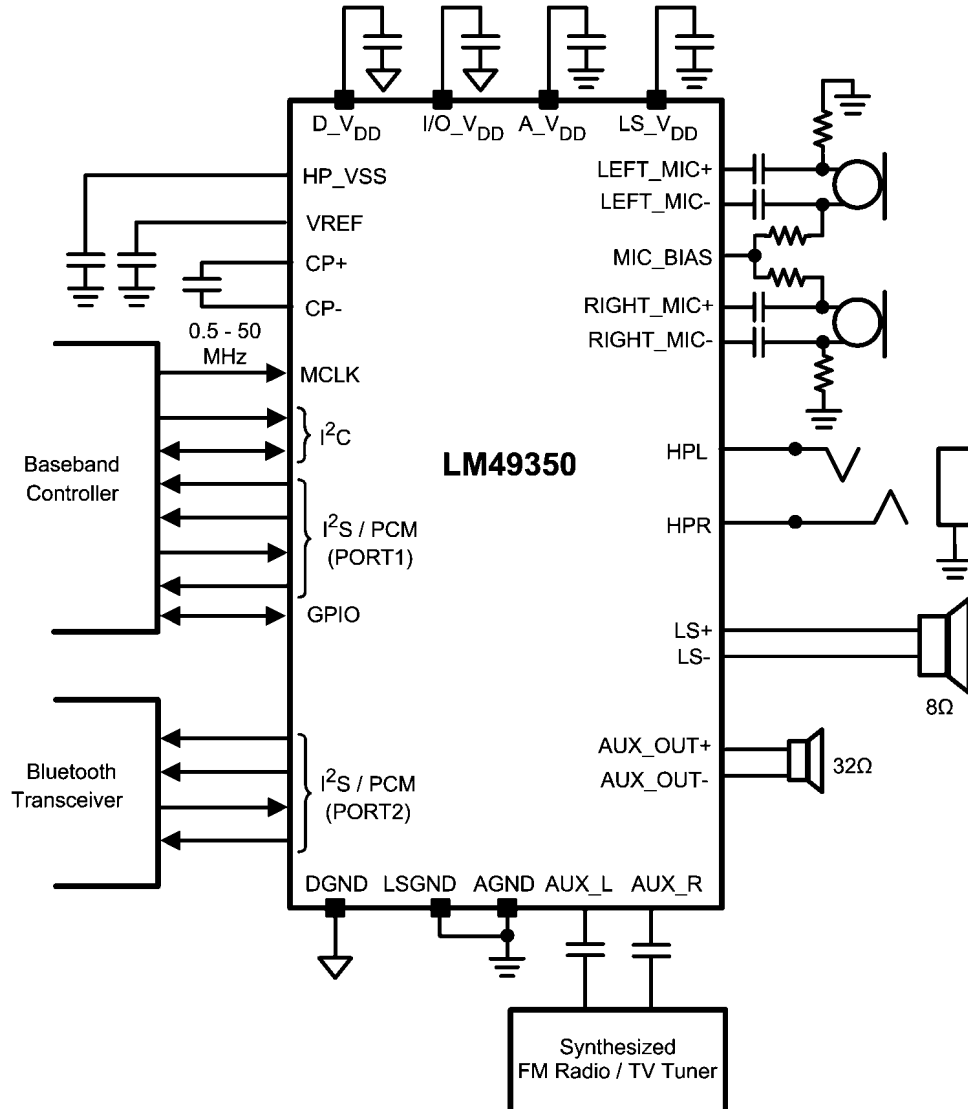 D_VDD
I/O_VDD
A_VDD
LS_VDD
HP_VSS
VREF
CP+
CP-
0.5 - 50
MHz
MCLK
I²C
I²S / PCM
(PORT1)
GPIO
Baseband
Controller
Bluetooth
Transceiver
I²S / PCM
(PORT2)
LM49350
LEFT_MIC+
LEFT_MIC-
MIC_BIAS
RIGHT_MIC+
RIGHT_MIC-
HPL
HPR
LS+
LS-
8Ω
AUX_OUT+
AUX_OUT-
32Ω
DGND
LSGND
AGND
AUX_L
AUX_R
Synthesized
FM Radio / TV Tuner